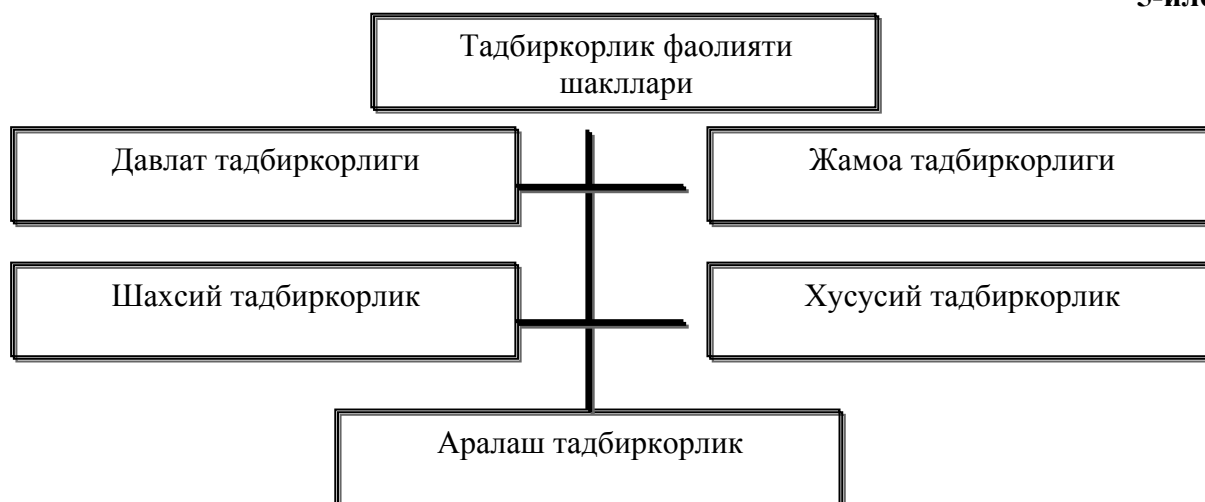 Тадбиркорлик фаолияти
шакллари
Давлат тадбиркорлиги
Жамоа тадбиркорлиги
Шахсий тадбиркорлик
Хусусий тадбиркорлик
Аралаш тадбиркорлик